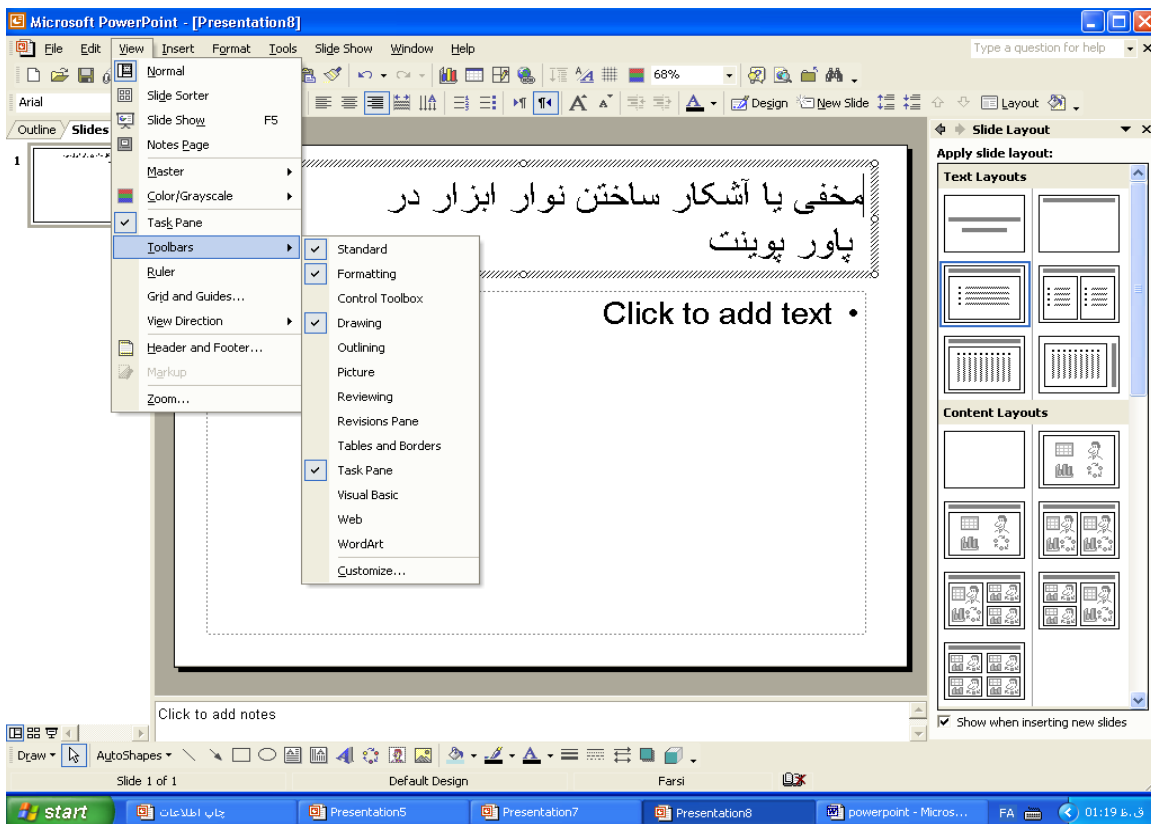 Microsoft PowerPoint - [Presentation8]
File Edit View Insert Format Tools Slide Show Window Help
Type a question for help
68%
Design New Slide Layout
Arial
Normal
Slide Sorter
Slide Show F5
Notes Page
Master
Color/Grayscale
Task Pane
Toolbars
Ruler
Grid and Guides...
View Direction
Header and Footer...
Markup
Zoom...
Standard
Formatting
Control Toolbox
Drawing
Outlining
Picture
Reviewing
Revisions Pane
Tables and Borders
Task Pane
Visual Basic
Web
WordArt
Customize...
Outline Slides
1
مخفی یا آشکار ساختن نوار ابزار در
پاور پوینت
Click to add text •
Click to add notes
Slide Layout
Apply slide layout:
Text Layouts
Content Layouts
Show when inserting new slides
Draw AutoShapes
Slide 1 of 1 Default Design Farsi
start چاپ اطلاعات Presentation5 Presentation7 Presentation8 powerpoint - Micros... FA 01:19 ق.ظ